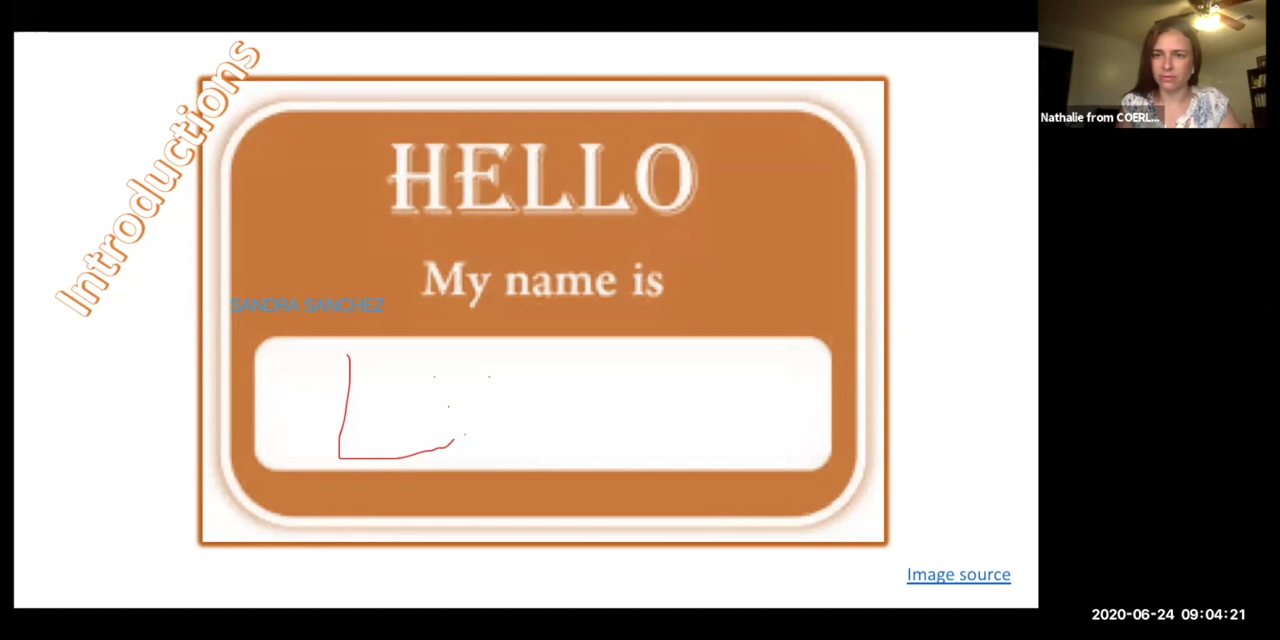 Introductions
HELLO
My name is
SANDRA SANCHEZ
L
Image source
Nathalie from COERL...
2020-06-24 09:04:21